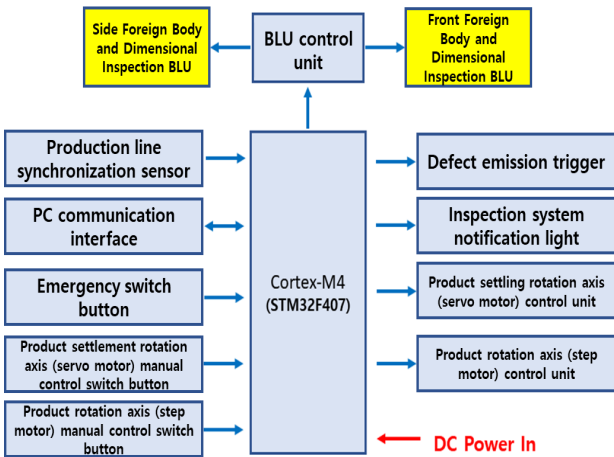 Side Foreign Body
and Dimensional
Inspection BLU
BLU control
unit
Front Foreign
Body and
Dimensional
Inspection BLU
Production line
synchronization sensor
PC communication
interface
Emergency switch
button
Product settlement rotation
axis (servo motor) manual
control switch button
Product rotation axis (step
motor) manual control switch
button
Cortex-M4
(STM32F407)
Defect emission trigger
Inspection system
notification light
Product settling rotation axis
(servo motor) control unit
Product rotation axis (step
motor) control unit
DC Power In